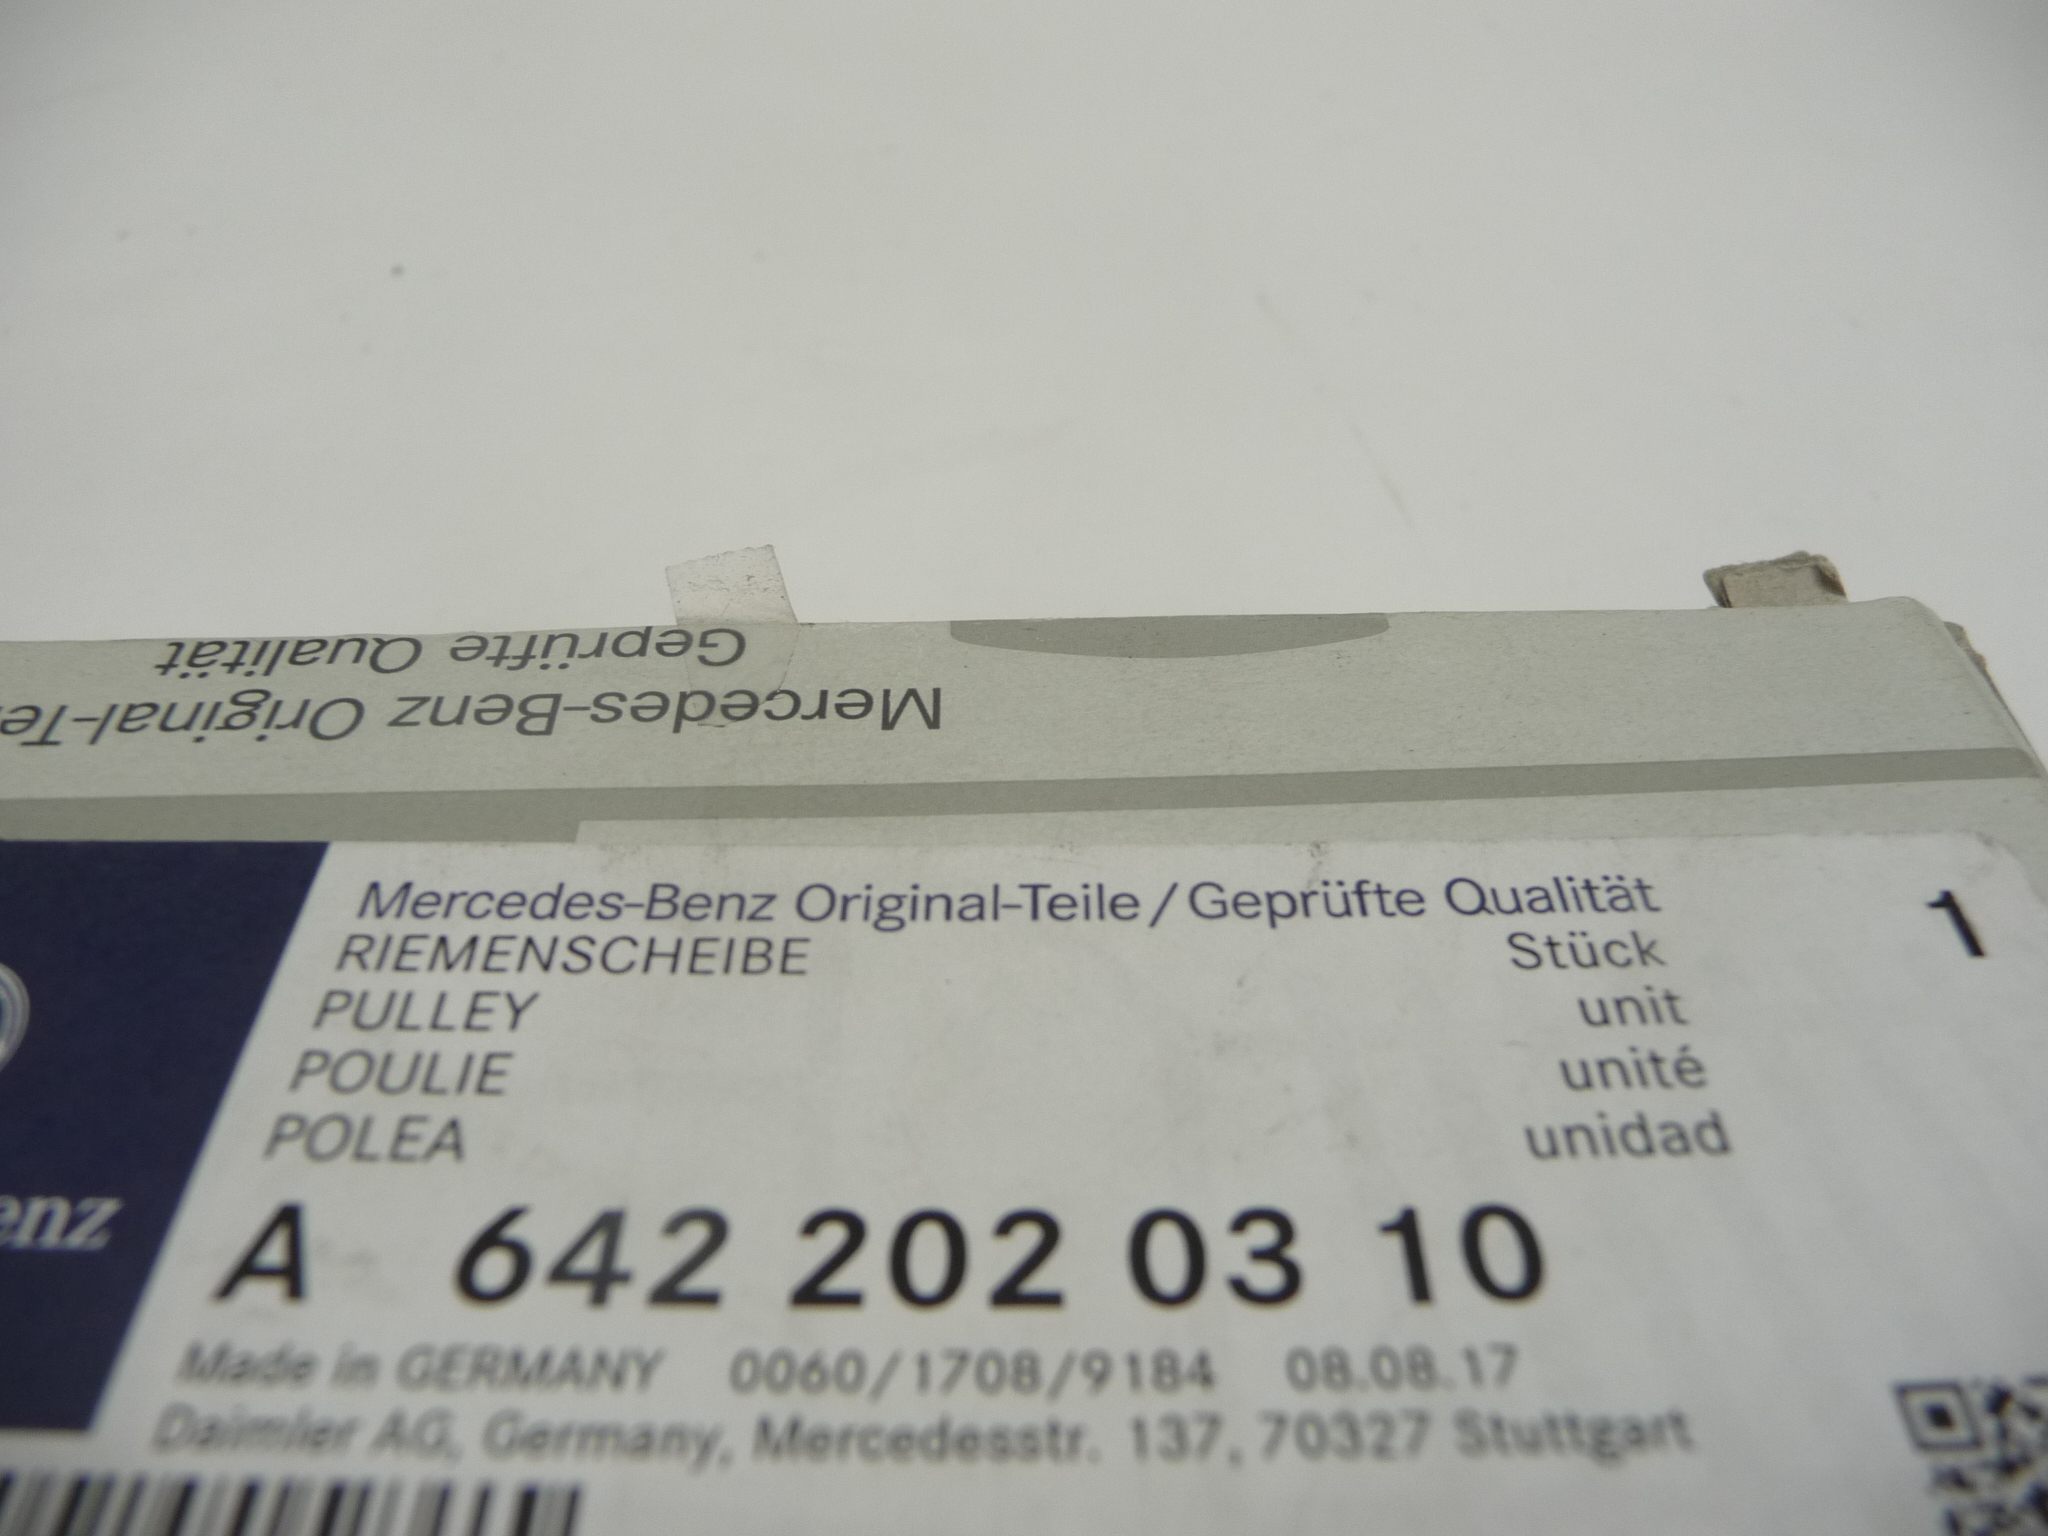 Geprüfte Qualität
Mercedes-Benz Original-Te
Mercedes-Benz Original-Teile / Geprüfte Qualität
RIEMENSCHEIBE Stück 1
PULLEY unit
POULIE unité
POLEA unidad
enz
A 642 202 03 10
Made in GERMANY 0060/1708/9184 08.08.17
Daimler AG, Germany, Mercedesstr. 137, 70327 Stuttgart